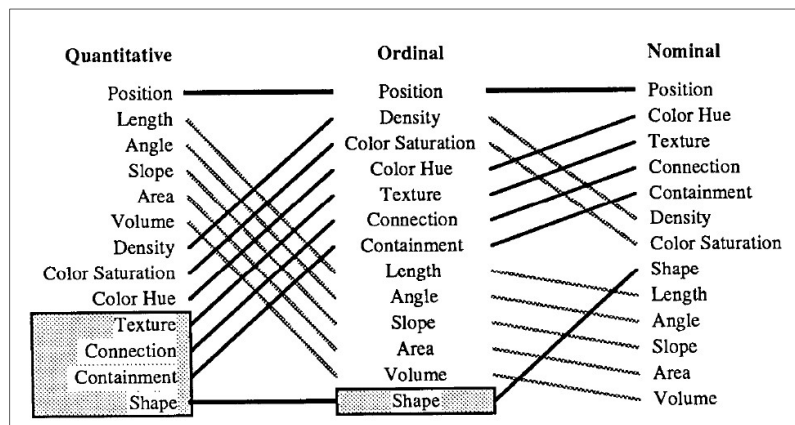 Quantitative
Position
Length
Angle
Slope
Area
Volume
Density
Color Saturation
Color Hue
Texture
Connection
Containment
Shape
Ordinal
Position
Density
Color Saturation
Color Hue
Texture
Connection
Containment
Length
Angle
Slope
Area
Volume
Shape
Nominal
Position
Color Hue
Texture
Connection
Containment
Density
Color Saturation
Shape
Length
Angle
Slope
Area
Volume